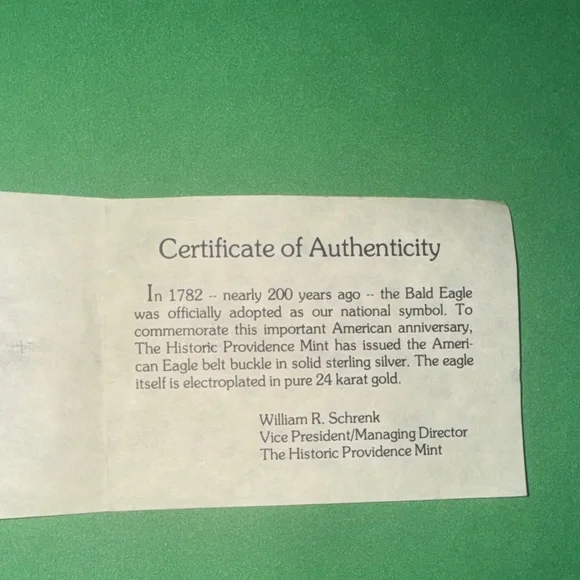 Certificate of Authenticity
In 1782 -- nearly 200 years ago -- the Bald Eagle
was officially adopted as our national symbol. To
commemorate this important American anniversary,
The Historic Providence Mint has issued the Ameri-
can Eagle belt buckle in solid sterling silver. The eagle
itself is electroplated in pure 24 karat gold.
William R. Schrenk
Vice President/Managing Director
The Historic Providence Mint